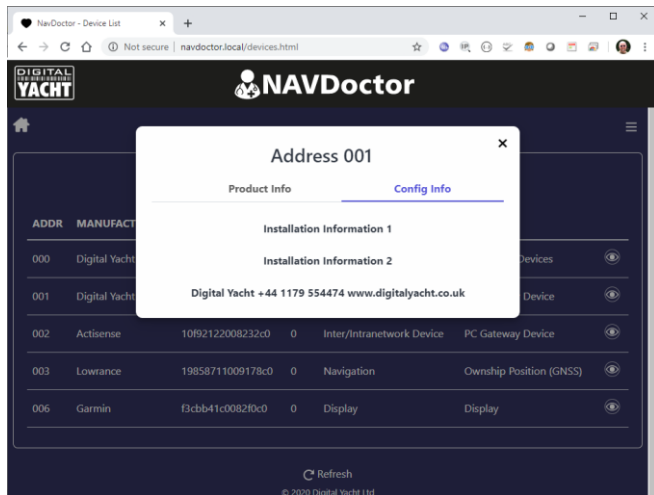 NavDoctor - Device List
Not secure | navdoctor.local/devices.html
DIGITAL
YACHT
NAVDoctor
Address 001
Product Info Config Info
Installation Information 1
Installation Information 2
Digital Yacht +44 1179 554474 www.digitalyacht.co.uk
ADDR MANUFACT
000 Digital Yacht Devices
001 Digital Yacht Device
002 Actisense 10f92122008232c0 0 Inter/Intranetwork Device PC Gateway Device
003 Lowrance 19858711009178c0 0 Navigation Ownship Position (GNSS)
006 Garmin f3cbb41c0082f0c0 0 Display Display
Refresh
© 2020 Digital Yacht Ltd